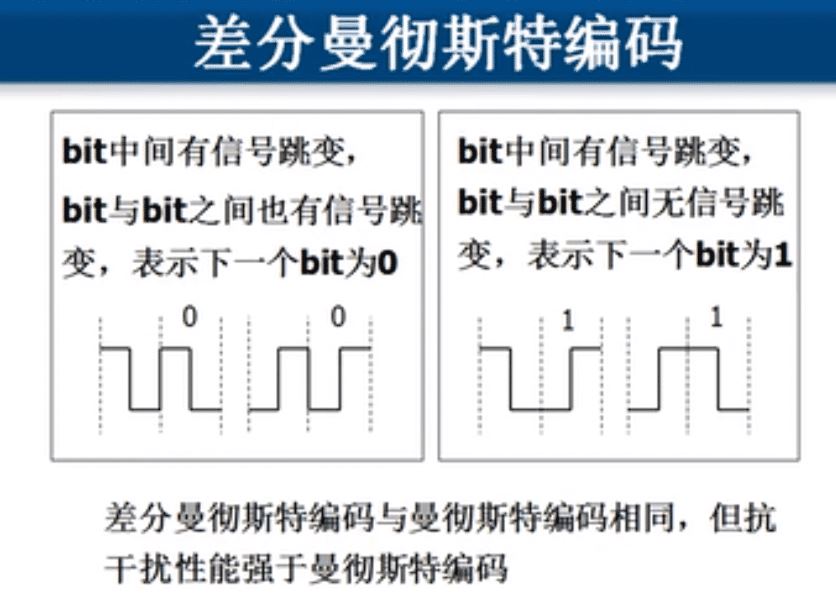 差分曼彻斯特编码
bit中间有信号跳变，
bit与bit之间也有信号跳
变，表示下一个bit为0
0
0
bit中间有信号跳变，
bit与bit之间无信号跳
变，表示下一个bit为1
1
1
差分曼彻斯特编码与曼彻斯特编码相同，但抗
干扰性能强于曼彻斯特编码